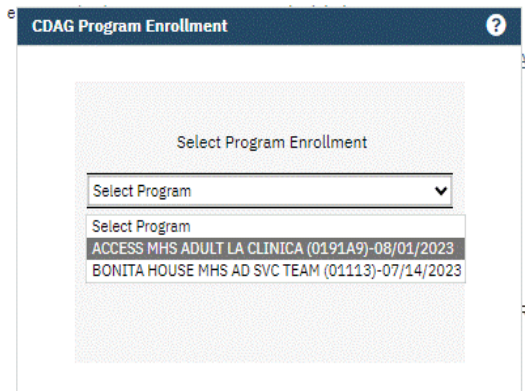 e
CDAG Program Enrollment ?
Select Program Enrollment
Select Program
Select Program
ACCESS MHS ADULT LA CLINICA (0191A9)-08/01/2023
BONITA HOUSE MHS AD SVC TEAM (01113)-07/14/2023